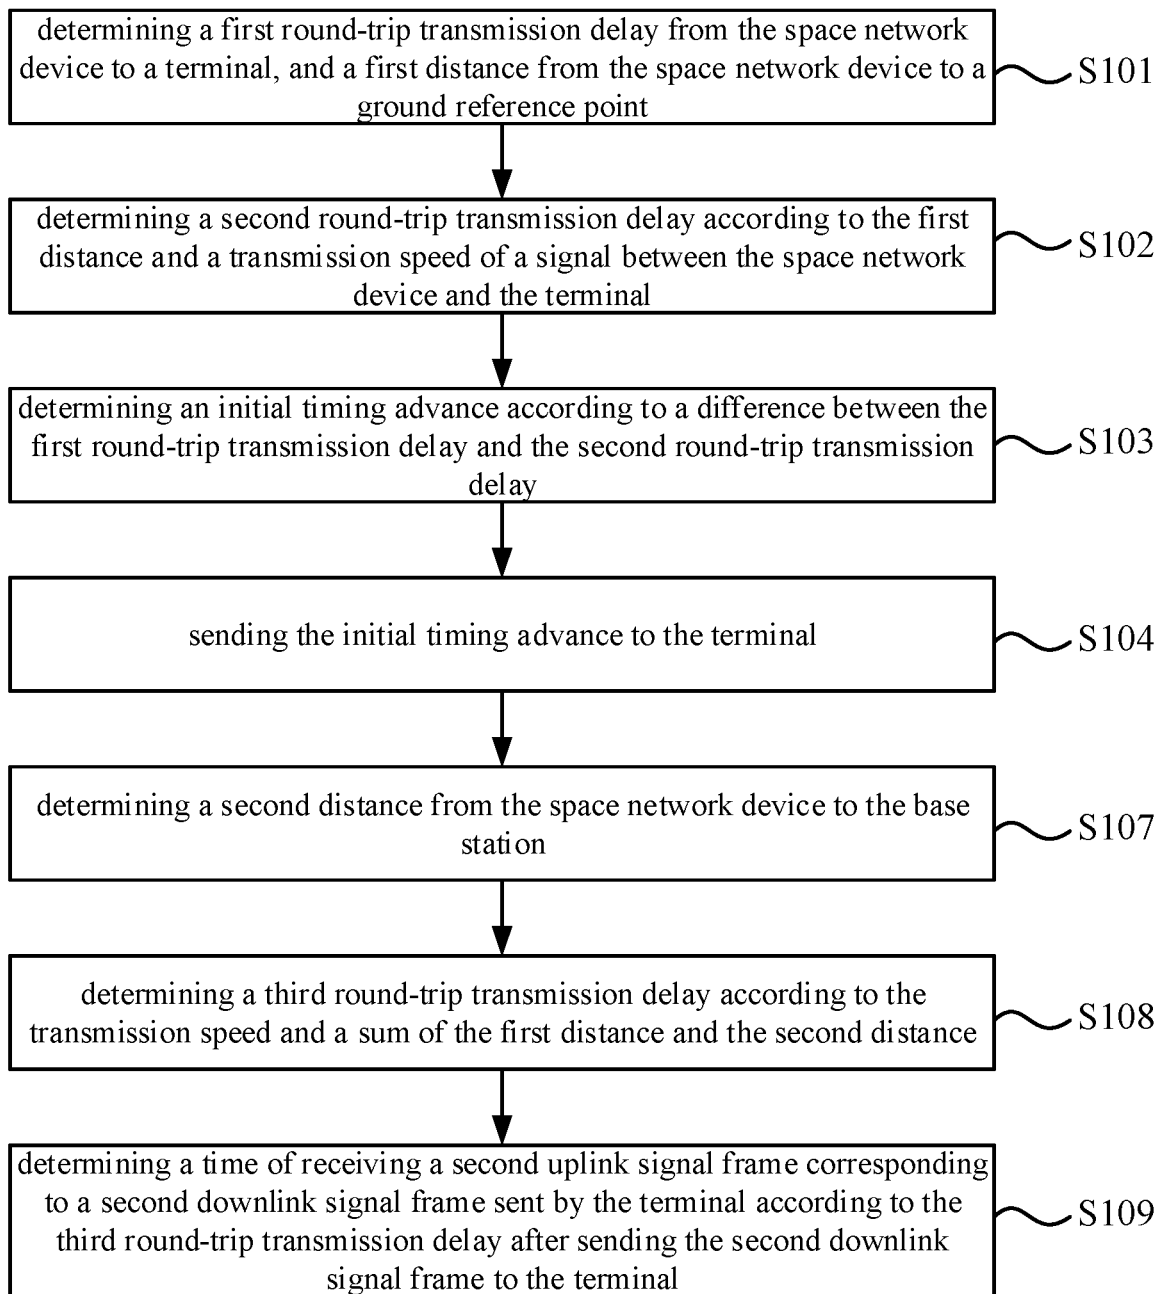 determining a first round-trip transmission delay from the space network
device to a terminal, and a first distance from the space network device to a
ground reference point
S101
determining a second round-trip transmission delay according to the first
distance and a transmission speed of a signal between the space network
device and the terminal
S102
determining an initial timing advance according to a difference between the
first round-trip transmission delay and the second round-trip transmission
delay
S103
sending the initial timing advance to the terminal
S104
determining a second distance from the space network device to the base
station
S107
determining a third round-trip transmission delay according to the
transmission speed and a sum of the first distance and the second distance
S108
determining a time of receiving a second uplink signal frame corresponding
to a second downlink signal frame sent by the terminal according to the
third round-trip transmission delay after sending the second downlink
signal frame to the terminal
S109